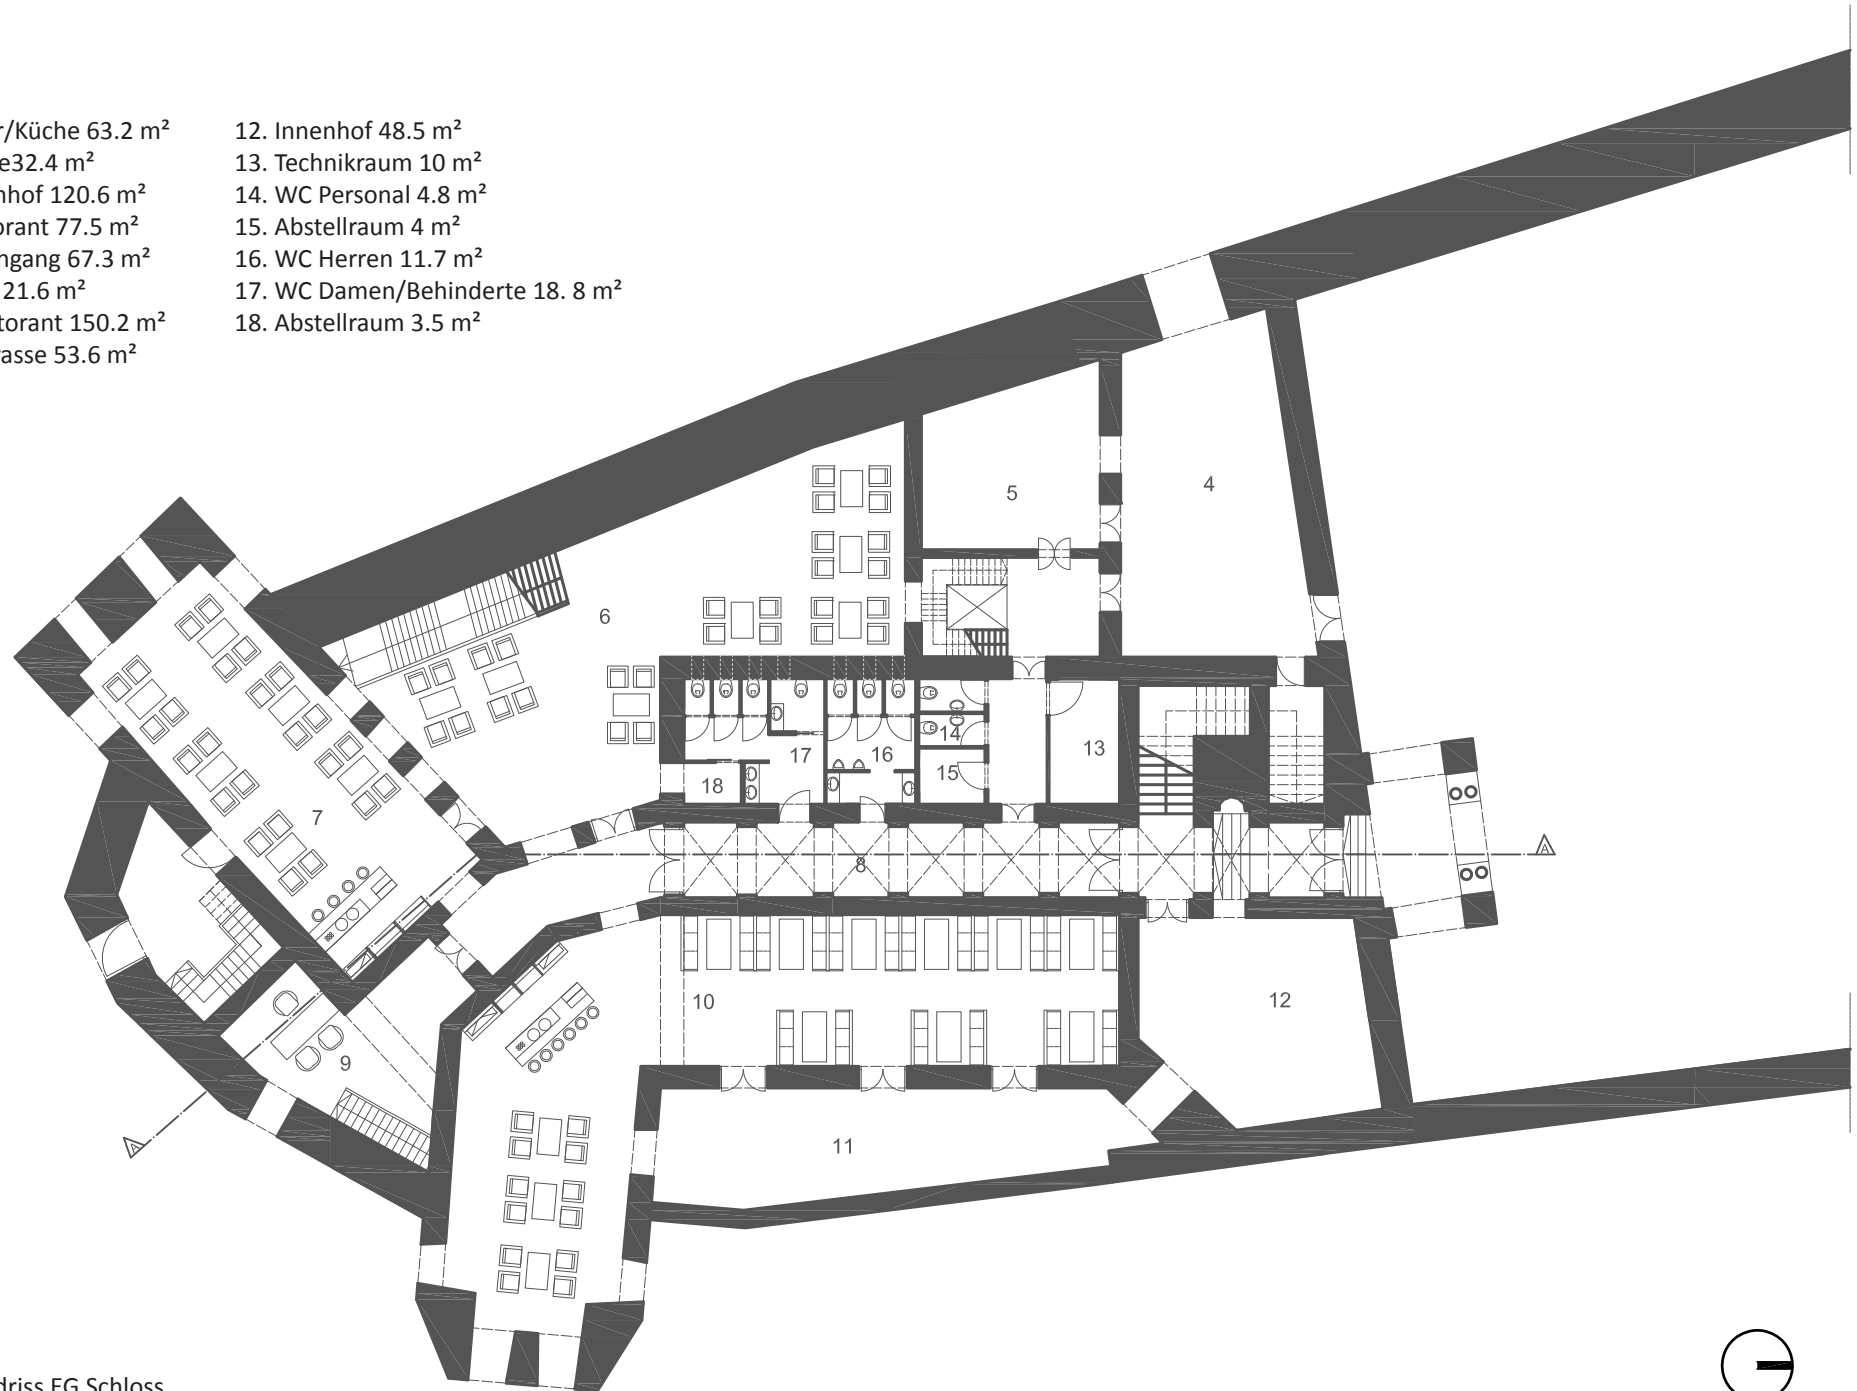 r/Küche 63.2 m²
e32.4 m²
nhof 120.6 m²
orant 77.5 m²
hgang 67.3 m²
21.6 m²
torant 150.2 m²
rasse 53.6 m²
12. Innenhof 48.5 m²
13. Technikraum 10 m²
14. WC Personal 4.8 m²
15. Abstellraum 4 m²
16. WC Herren 11.7 m²
17. WC Damen/Behinderte 18. 8 m²
18. Abstellraum 3.5 m²
4
5
6
14
13
17
16
15
18
7
8
A
10
12
9
A
11
driss EG Schloss